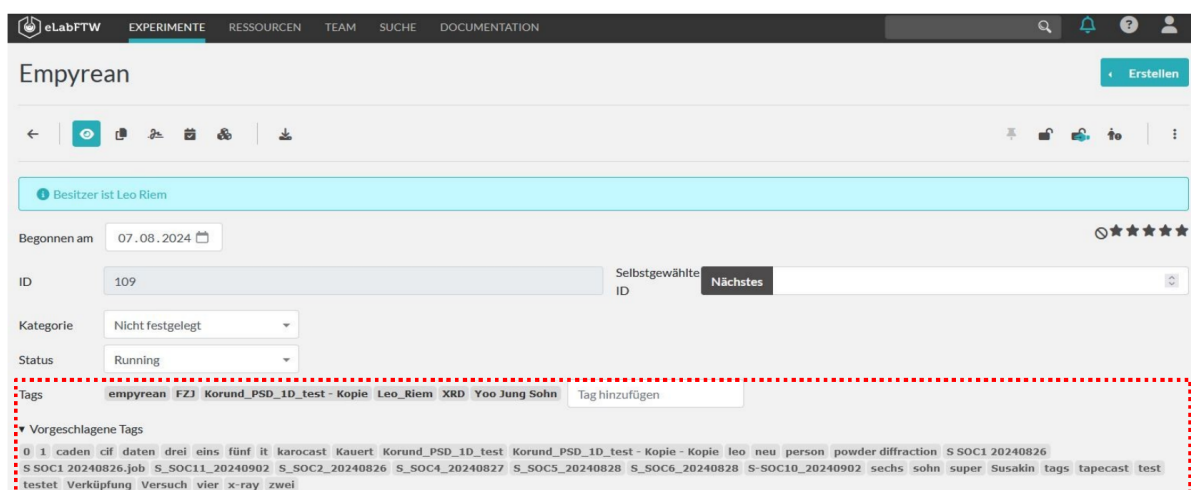 eLabFTW EXPERIMENTE RESSOURCEN TEAM SUCHE DOCUMENTATION
Empyrean
Erstellen
Besitzer ist Leo Riem
Begonnen am 07.08.2024
ID 109 Selbstgewählte ID Nächstes
Kategorie Nicht festgelegt
Status Running
Tags empyrean FZJ Korund_PSD_1D_test - Kopie Leo_Riem XRD Yoo Jung Sohn Tag hinzufügen
Vorgeschlagene Tags
0 1 caden cif daten drei eins fünf it karocast Kauert Korund_PSD_1D_test Korund_PSD_1D_test - Kopie - Kopie leo neu person powder diffraction S SOC1 20240826
S SOC1 20240826.job S_SOC11_20240902 S_SOC2_20240826 S_SOC4_20240827 S_SOC5_20240828 S_SOC6_20240828 S-SOC10_20240902 sechs sohn super Susakin tags tapecast test
testet Verküpfung Versuch vier x-ray zwei